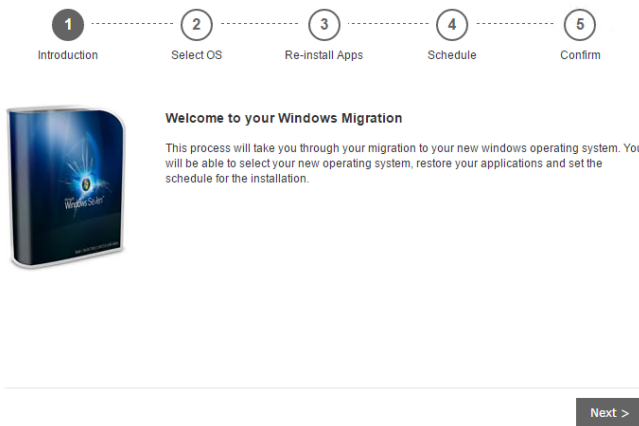 1 2 3 4 5
Introduction Select OS Re-install Apps Schedule Confirm
Welcome to your Windows Migration
This process will take you through your migration to your new windows operating system. You
will be able to select your new operating system, restore your applications and set the
schedule for the installation.
Windows Seven
Next >